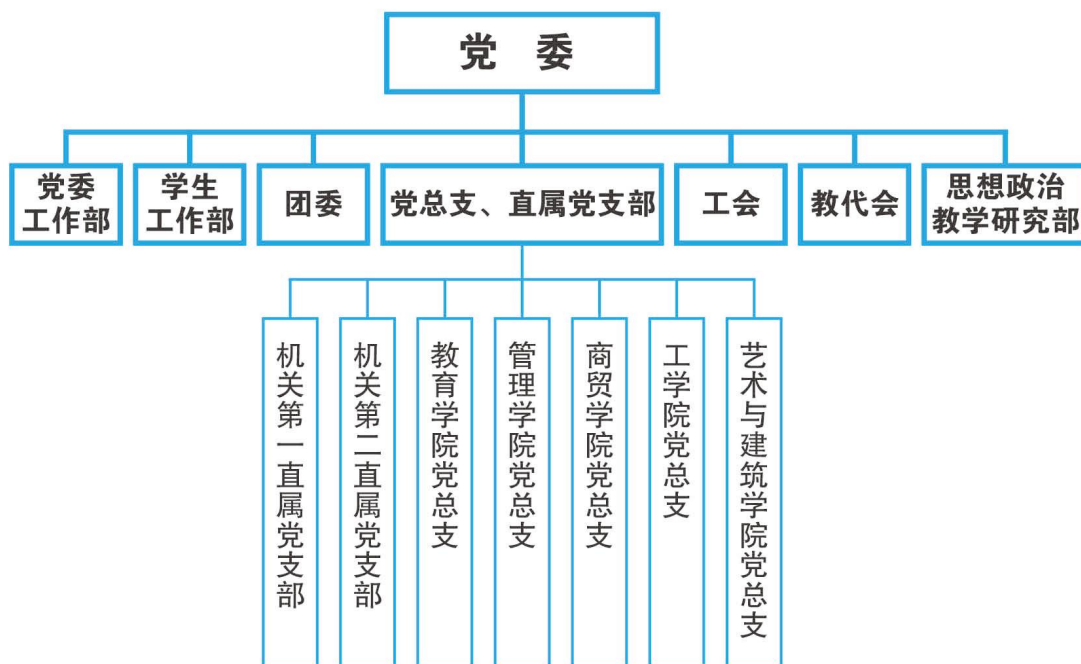 党 委
党委
工作部
学生
工作部
团委
党总支、直属党支部
工会
教代会
思想政治
教学研究部
机关第一直属党支部
机关第二直属党支部
教育学院党总支
管理学院党总支
商贸学院党总支
工学院党总支
艺术与建筑学院党总支